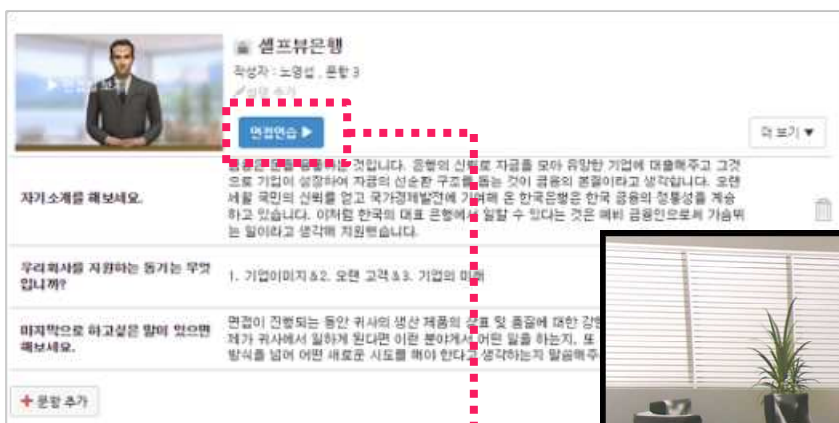 셀프뷰은행
작성자 : 노영섭 , 문항 3
설명 추가
면접연습 ▶
더 보기 ▼
자기소개를 해보세요.
것입니다. 은행의 신뢰로 자금을 모아 유망한 기업에 대출해주고 그것
으로 기업이 성장하여 자금의 선순환 구조를 돕는 것이 금융의 본질이라고 생각합니다. 오랜
세월 국민의 신뢰를 얻고 국가경제발전에 기여해 온 한국은행은 한국 금융의 정통성을 계승
하고 있습니다. 이처럼 한국의 대표 은행에서 일할 수 있다는 것은 예비 금융인으로써 가슴뛰
는 일이라고 생각해 지원했습니다.
우리회사를 지원하는 동기는 무엇
입니까?
1. 기업이미지 &2. 오랜 고객 &3. 기업의 미래
마지막으로 하고싶은 말이 있으면
해보세요.
면접이 진행되는 동안 귀사의 생산 제품의 상표 및 품질에 대한
제가 귀사에서 일하게 된다면 이런 분야에서 어떤 일을 하는지, 또
방식을 넘어 어떤 새로운 시도를 해야 한다고 생각하는지
+ 문항 추가